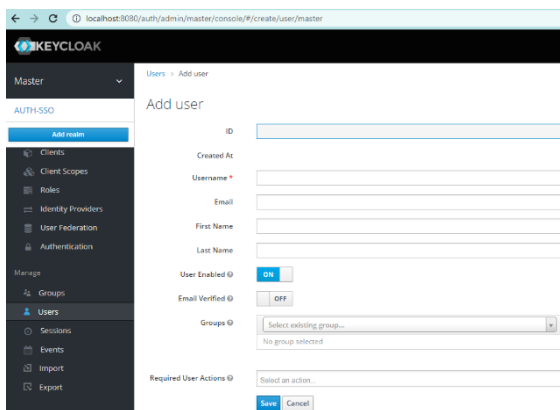 localhost:8080/auth/admin/master/console/#/create/user/master
KEYCLOAK
Master
AUTH-SSO
Add realm
Clients
Client Scopes
Roles
Identity Providers
User Federation
Authentication
Manage
Groups
Users
Sessions
Events
Import
Export
Users > Add user
Add user
ID
Created At
Username *
Email
First Name
Last Name
User Enabled ON
Email Verified OFF
Groups Select existing group...
No group selected
Required User Actions Select an action...
Save Cancel